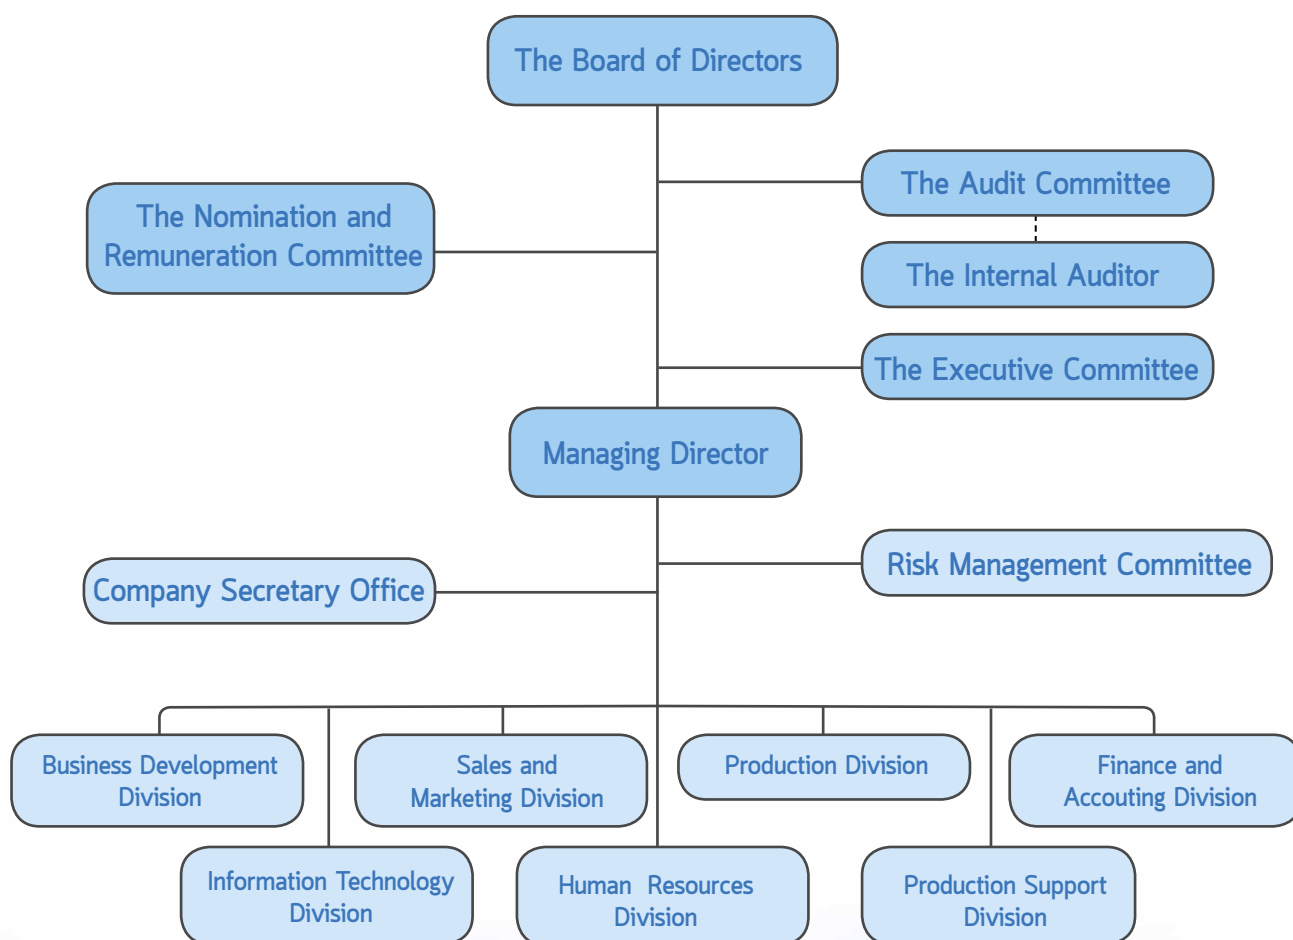 The Board of Directors
The Audit Committee
The Nomination and
Remuneration Committee
The Internal Auditor
The Executive Committee
Managing Director
Risk Management Committee
Company Secretary Office
Business Development
Division
Sales and
Marketing Division
Production Division
Finance and
Accouting Division
Information Technology
Division
Human Resources
Division
Production Support
Division